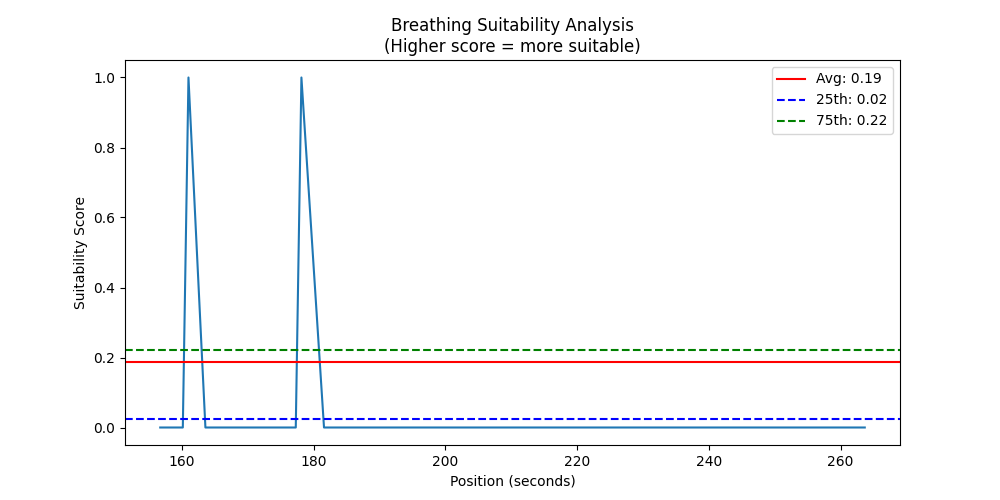 Breathing Suitability Analysis
(Higher score = more suitable)
Avg: 0.19
25th: 0.02
75th: 0.22
Suitability Score
1.0
0.8
0.6
0.4
0.2
0.0
160 180 200 220 240 260
Position (seconds)